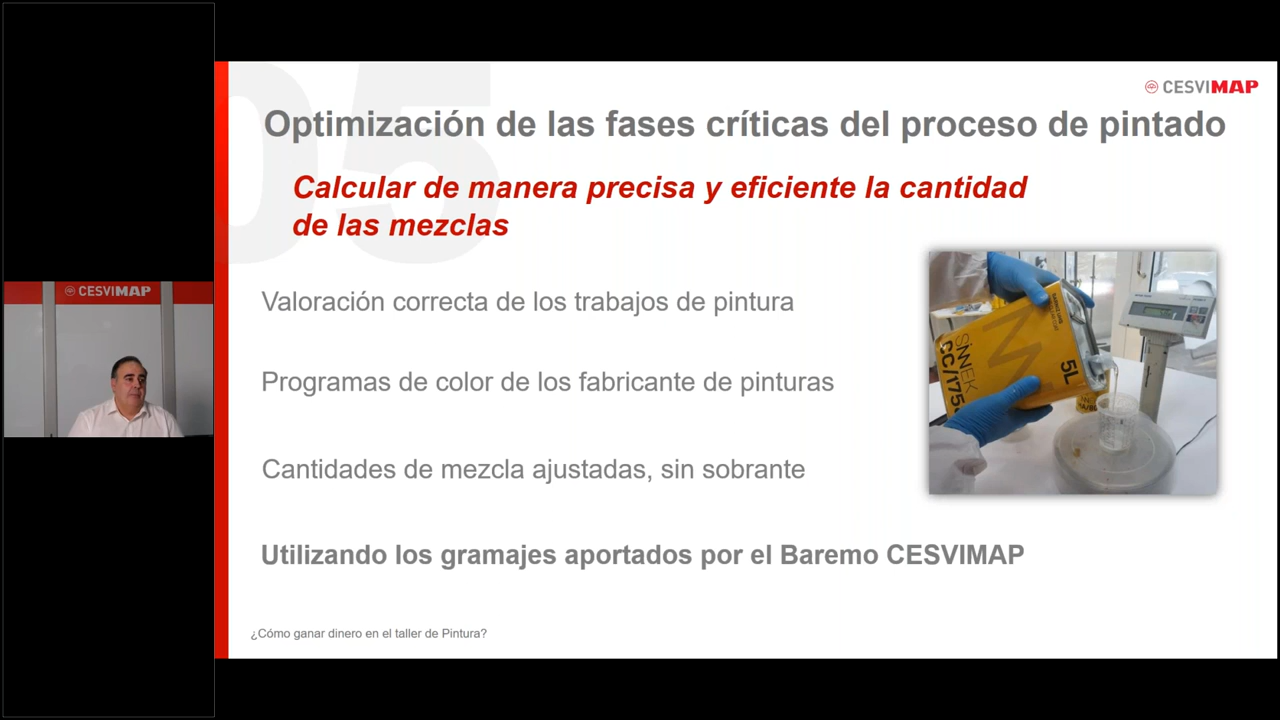 CESVIMAP
Optimización de las fases críticas del proceso de pintado
Calcular de manera precisa y eficiente la cantidad
de las mezclas
Valoración correcta de los trabajos de pintura
Programas de color de los fabricante de pinturas
Cantidades de mezcla ajustadas, sin sobrante
Utilizando los gramajes aportados por el Baremo CESVIMAP
¿Cómo ganar dinero en el taller de Pintura?
CESVIMAP
SINNEK
5L